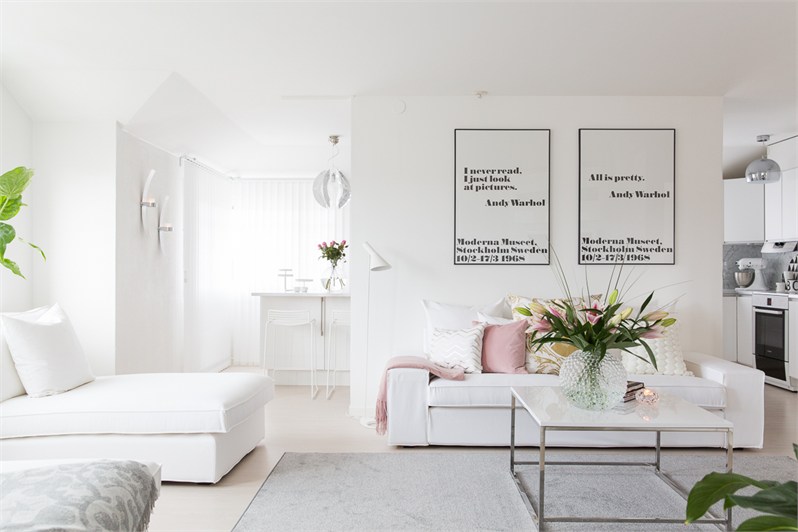 I never read,
I just look
at pictures.
Andy Warhol
Moderna Museet,
Stockholm Sweden
10/2-17/3 1968
All is pretty.
Andy Warhol
Moderna Museet,
Stockholm Sweden
10/2-17/3 1968